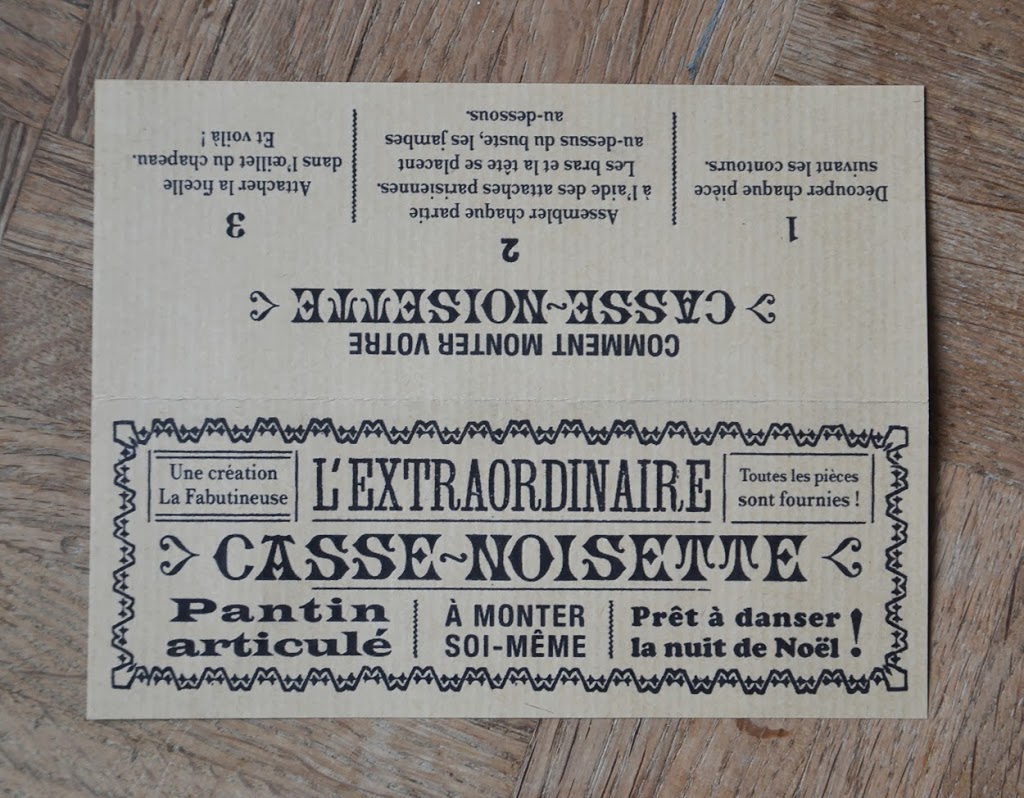 Une création
La Fabutineuse
L'EXTRAORDINAIRE
Toutes les pièces
sont fournies !
CASSE~NOISETTE
Pantin
articulé
À MONTER
SOI-MÊME
Prêt à danser
la nuit de Noël !
COMMENT MONTER VOTRE
CASSE~NOISETTE
1
Découper chaque pièce
suivant les contours.
2
Assembler chaque partie
à l'aide des attaches parisiennes.
Les bras et la tête se placent
au-dessus du buste, les jambes
au-dessous.
3
Attacher la ficelle
dans l'œillet du chapeau.
Et voilà !